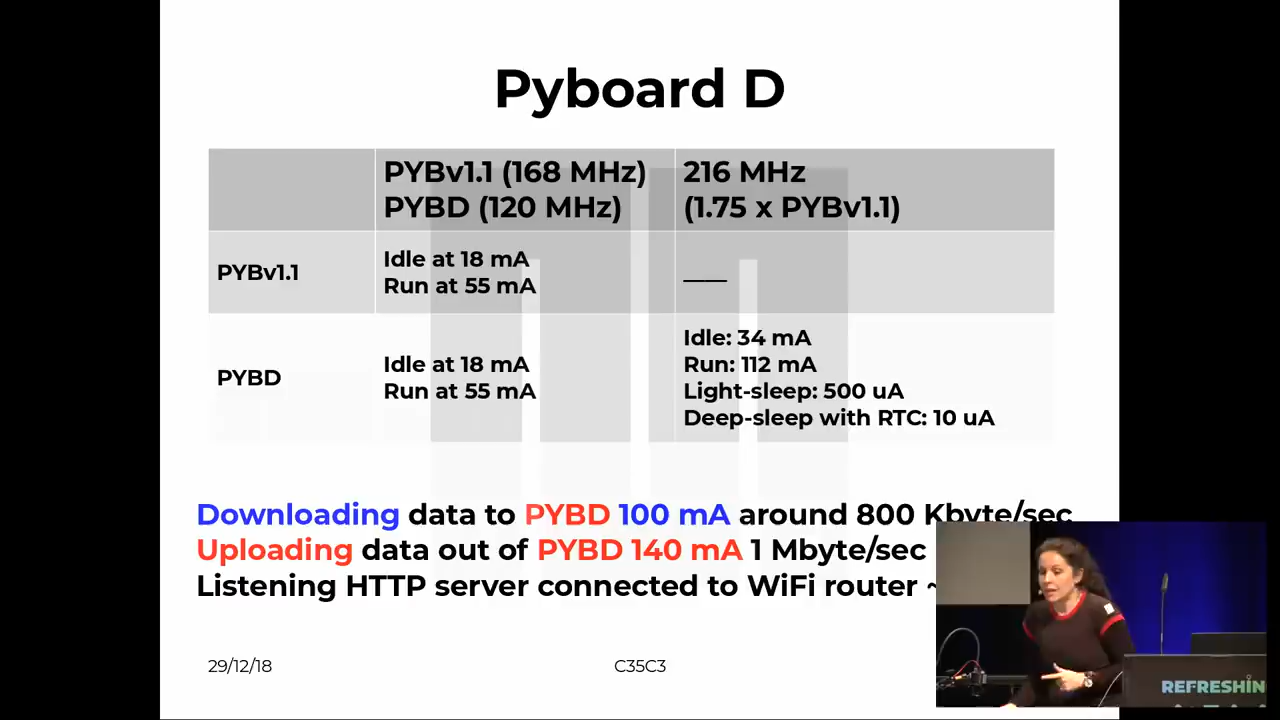 Pyboard D
PYBv1.1 (168 MHz)
PYBD (120 MHz)
216 MHz
(1.75 x PYBv1.1)
PYBv1.1
Idle at 18 mA
Run at 55 mA
——
PYBD
Idle at 18 mA
Run at 55 mA
Idle: 34 mA
Run: 112 mA
Light-sleep: 500 uA
Deep-sleep with RTC: 10 uA
Downloading data to PYBD 100 mA around 800 Kbyte/sec
Uploading data out of PYBD 140 mA 1 Mbyte/sec
Listening HTTP server connected to WiFi router ~
29/12/18
C35C3
REFRESHIN